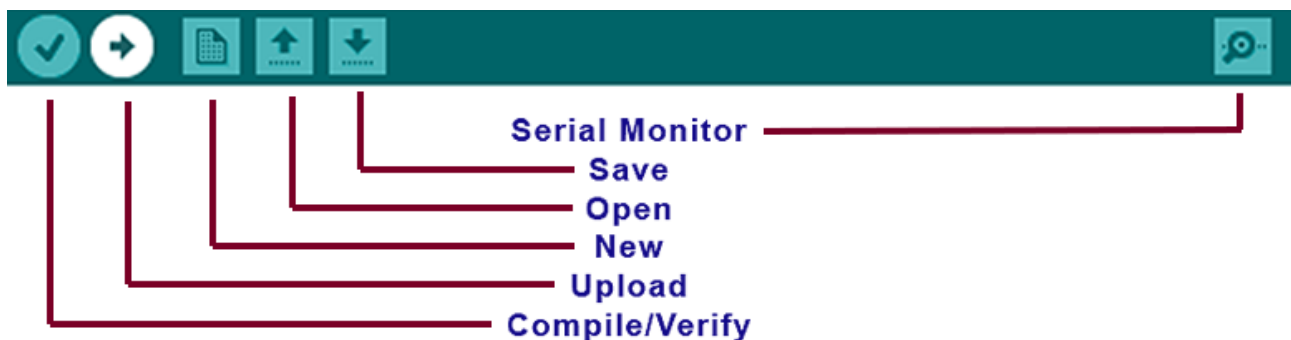 Serial Monitor
Save
Open
New
Upload
Compile/Verify